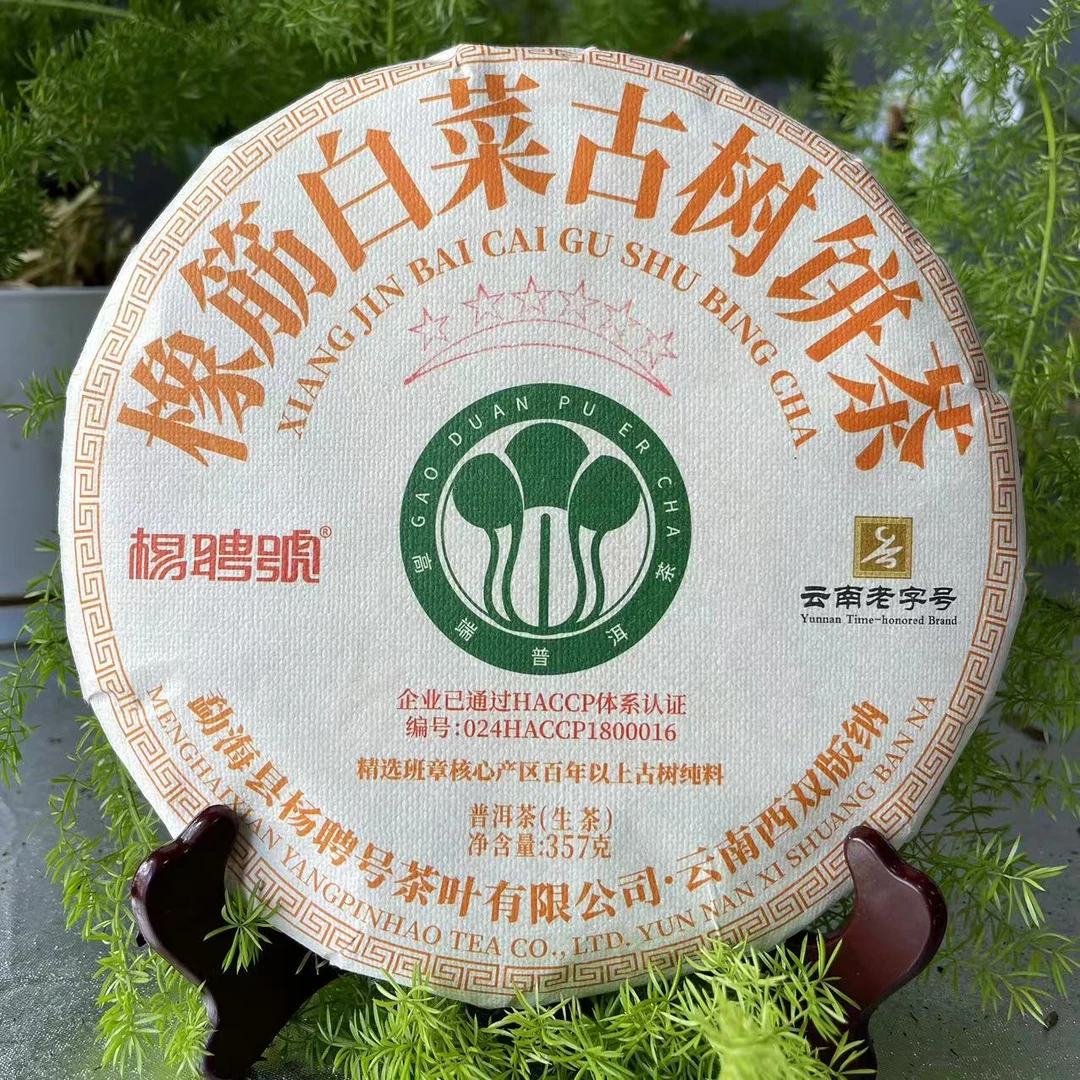 橡筋白菜古树饼茶
XIANG JIN BAI CAI GU SHU BING CHA
GAO DUAN PU ER CHA
高端普洱茶
杨聘號®
云南老字号
Yunnan Time-honored Brand
企业已通过HACCP体系认证
编号:024HACCP1800016
精选班章核心产区百年以上古树纯料
普洱茶(生茶)
净含量:357克
勐海县杨聘号茶叶有限公司·云南西双版纳
MENGHAIXIAN YANGPINHAO TEA CO., LTD. YUN NAN XI SHUANG BAN NA